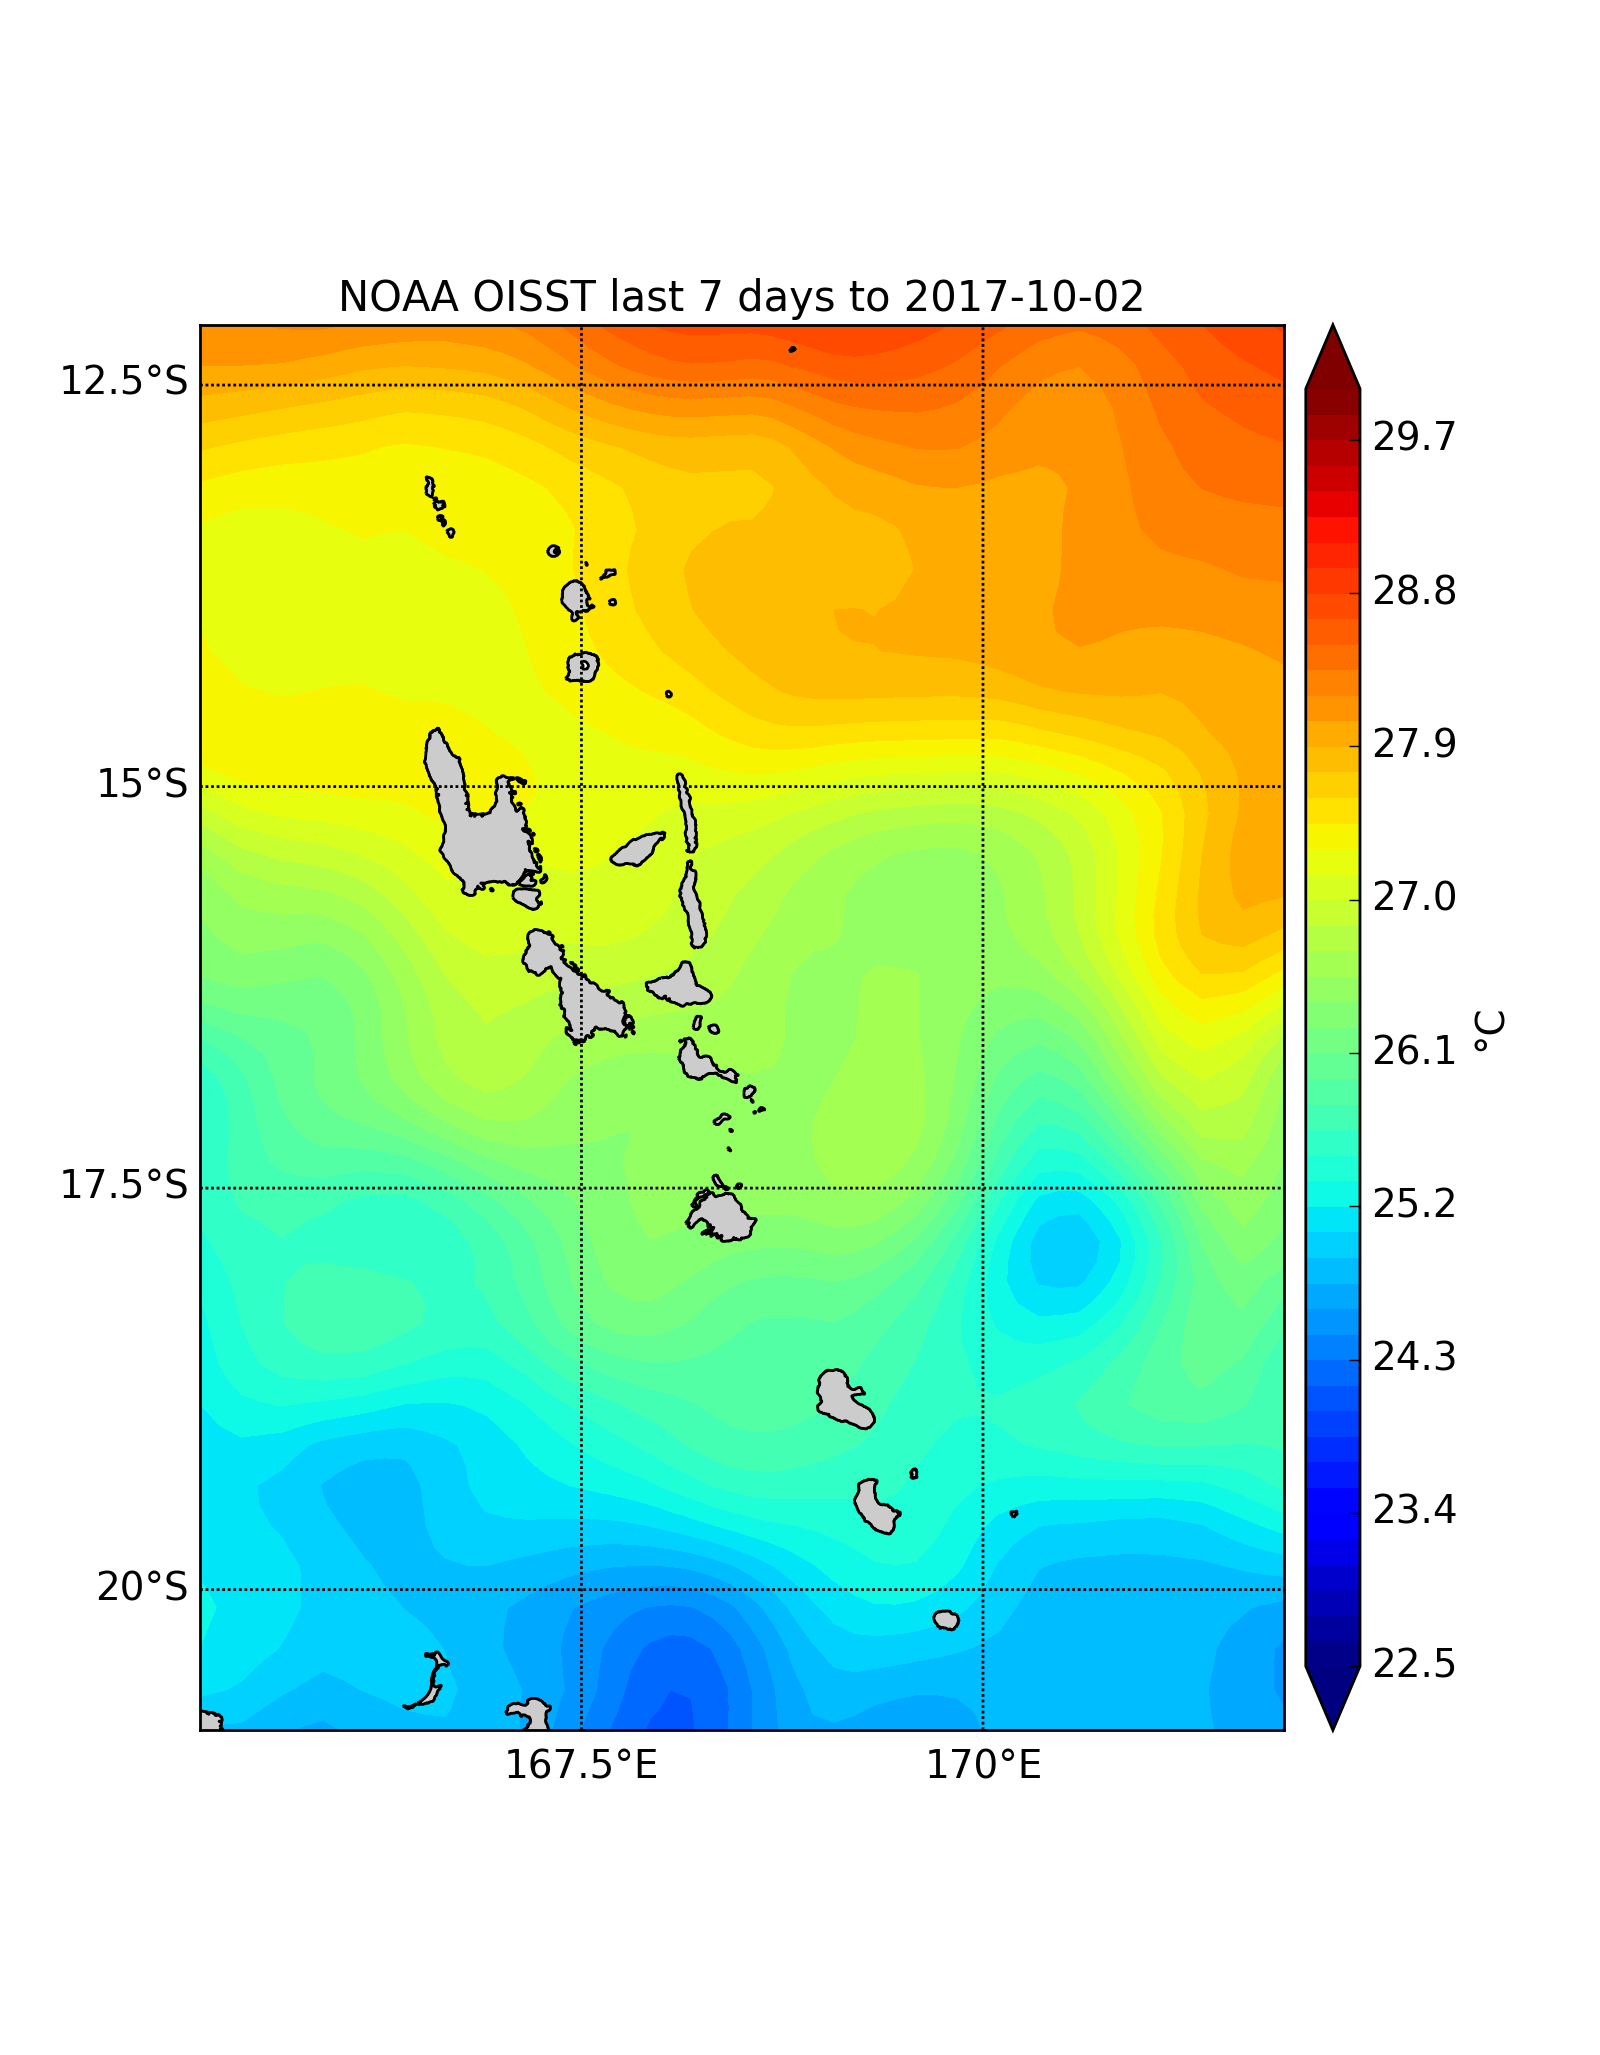 NOAA OISST last 7 days to 2017-10-02
12.5°S
15°S
17.5°S
20°S
167.5°E
170°E
29.7
28.8
27.9
27.0
26.1
25.2
24.3
23.4
22.5
°C